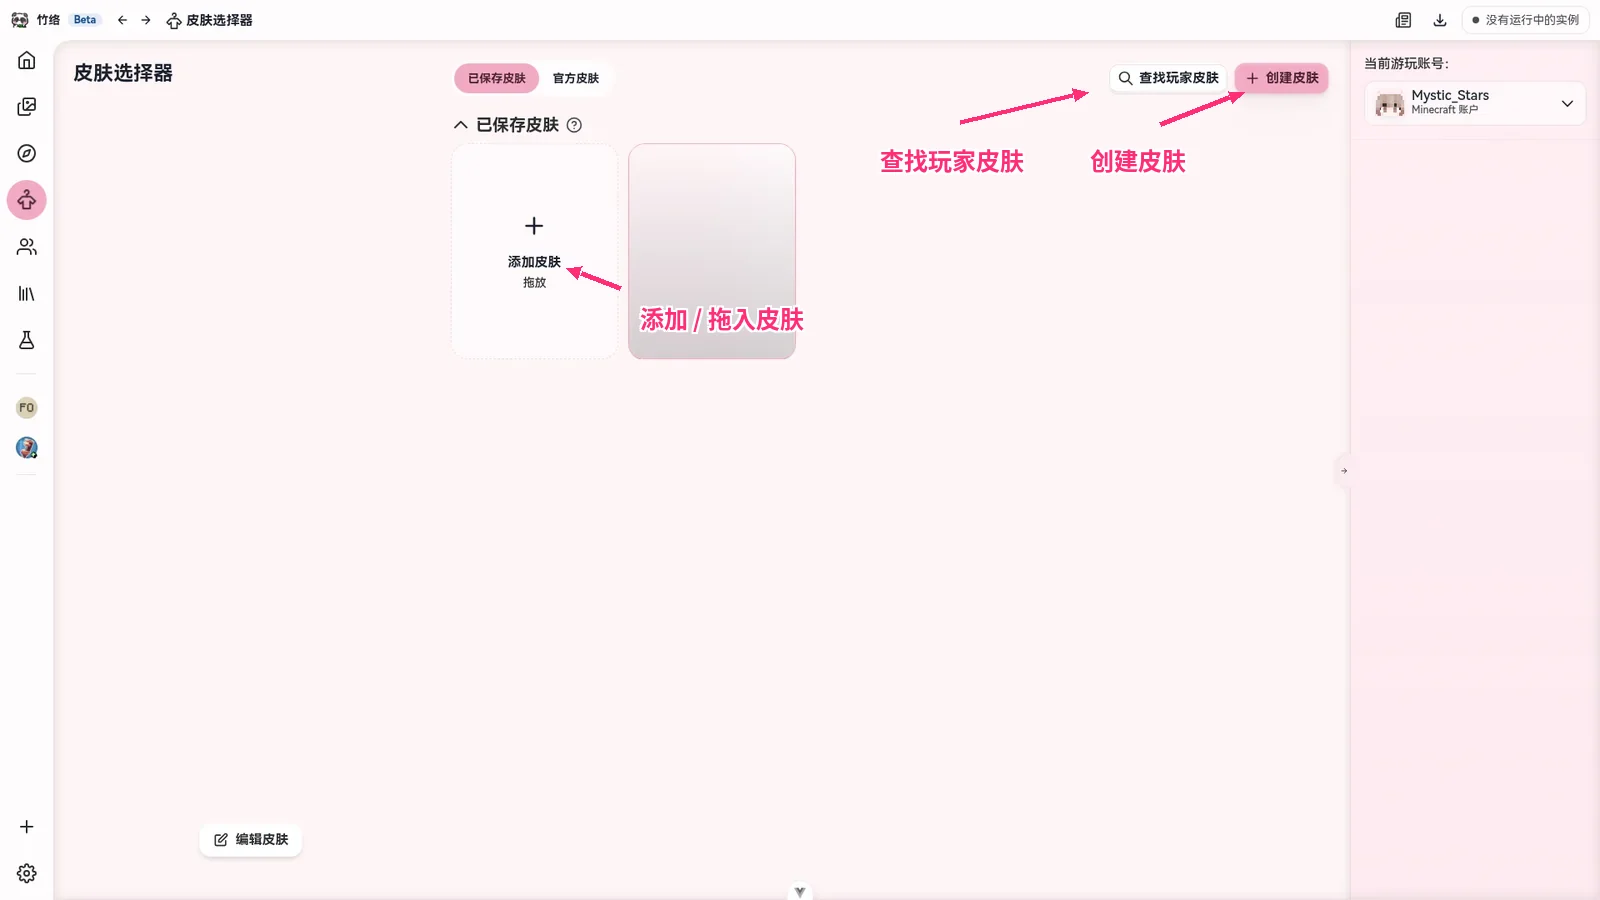 竹络 Beta 皮肤选择器 没有运行中的实例
皮肤选择器
已保存皮肤 官方皮肤
查找玩家皮肤 创建皮肤
当前游玩账号：
Mystic_Stars
Minecraft 账户
已保存皮肤
查找玩家皮肤 创建皮肤
添加皮肤
拖放
添加 / 拖入皮肤
FO
编辑皮肤